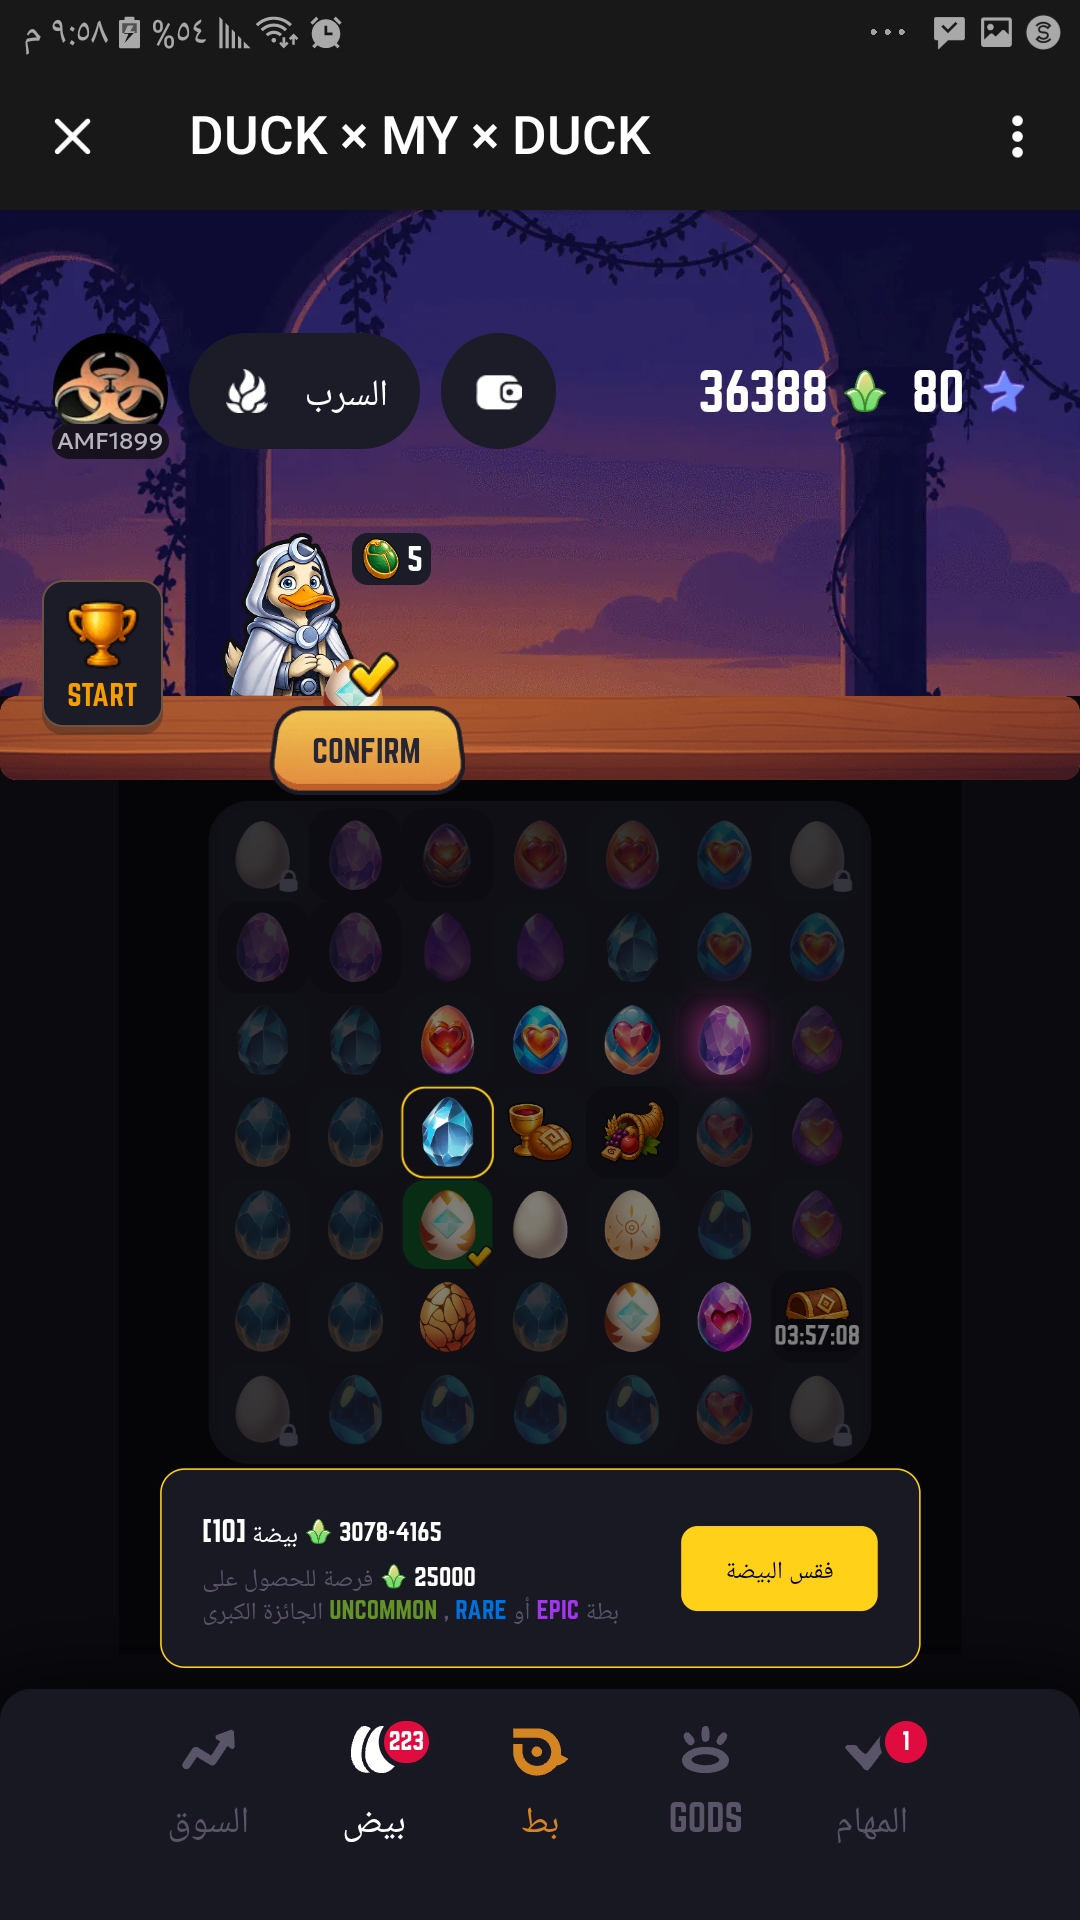 ٩:٥٨ م %٥٤
DUCK × MY × DUCK
AMF1899
السرب
36388 80
5
START
CONFIRM
03:57:08
بيضة [10] 3078-4165
فرصة للحصول على 25000
الجائزة الكبرى UNCOMMON , RARE أو EPIC بطة
فقس البيضة
223
1
السوق
بيض
بط
GODS
المهام